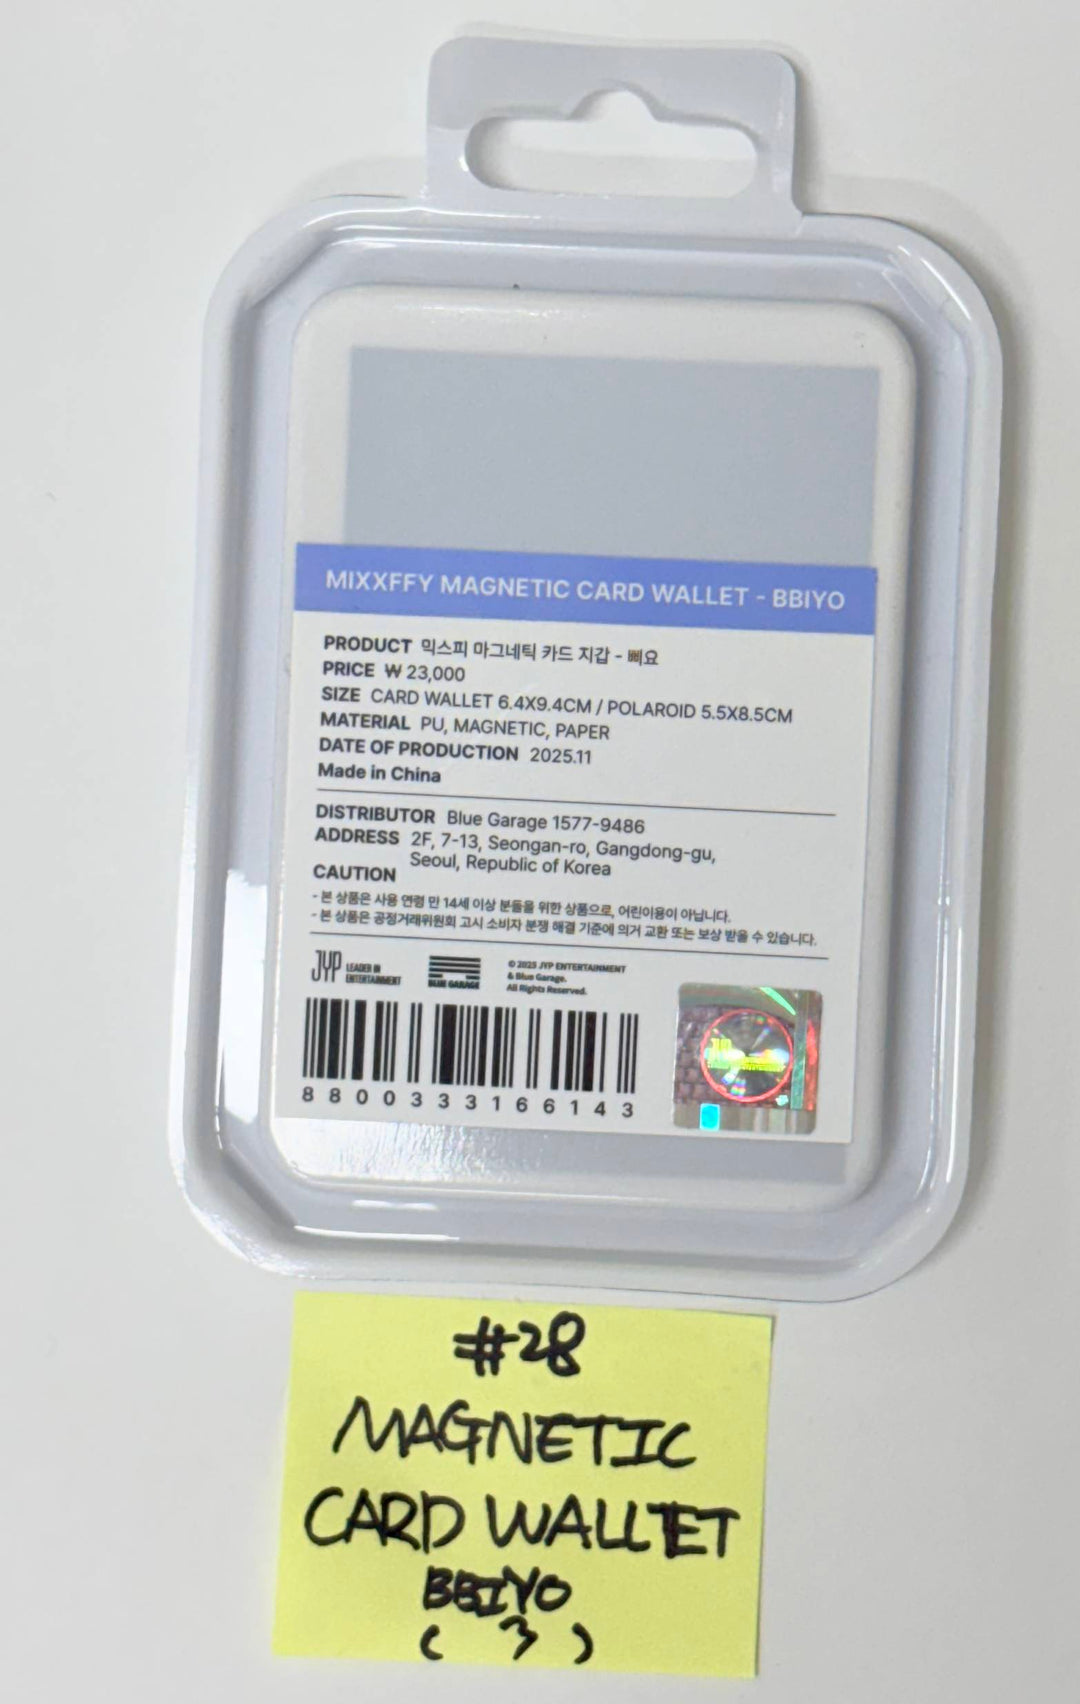 MIXXFFY MAGNETIC CARD WALLET - BBIYO
PRODUCT 믹스피 마그네틱 카드 지갑 - 삐요
PRICE ₩ 23,000
SIZE CARD WALLET 6.4X9.4CM / POLAROID 5.5X8.5CM
MATERIAL PU, MAGNETIC, PAPER
DATE OF PRODUCTION 2025.11
Made in China
DISTRIBUTOR Blue Garage 1577-9486
ADDRESS 2F, 7-13, Seongan-ro, Gangdong-gu,
Seoul, Republic of Korea
CAUTION
- 본 상품은 사용 연령 만 14세 이상 분들을 위한 상품으로, 어린이용이 아닙니다.
- 본 상품은 공정거래위원회 고시 소비자 분쟁 해결 기준에 의거 교환 또는 보상 받을 수 있습니다.
JYP LEADER IN
ENTERTAINMENT
BLUE GARAGE
© 2025 JYP ENTERTAINMENT
& Blue Garage.
All Rights Reserved.
8800333166143
#28
MAGNETIC
CARD WALLET
BBIYO
( 3 )